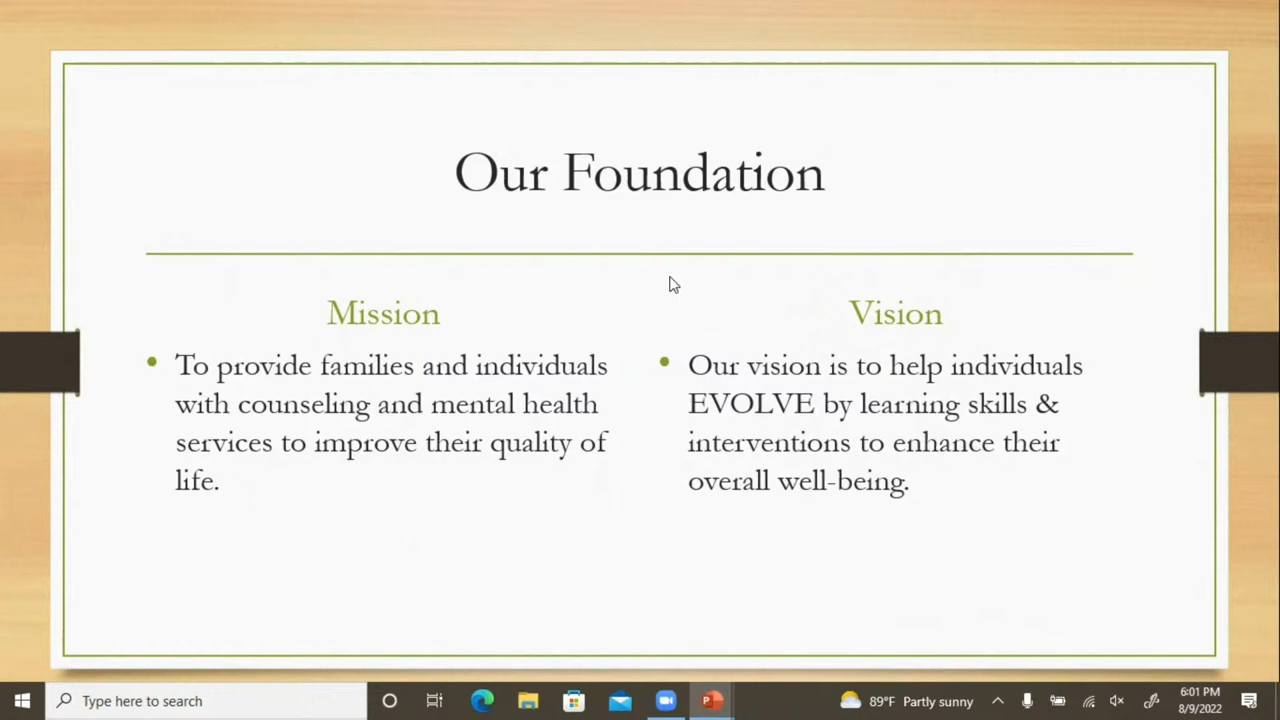 Our Foundation
Mission
To provide families and individuals
with counseling and mental health
services to improve their quality of
life.
Vision
Our vision is to help individuals
EVOLVE by learning skills &
interventions to enhance their
overall well-being.
Type here to search
89°F Partly sunny
6:01 PM
8/9/2022